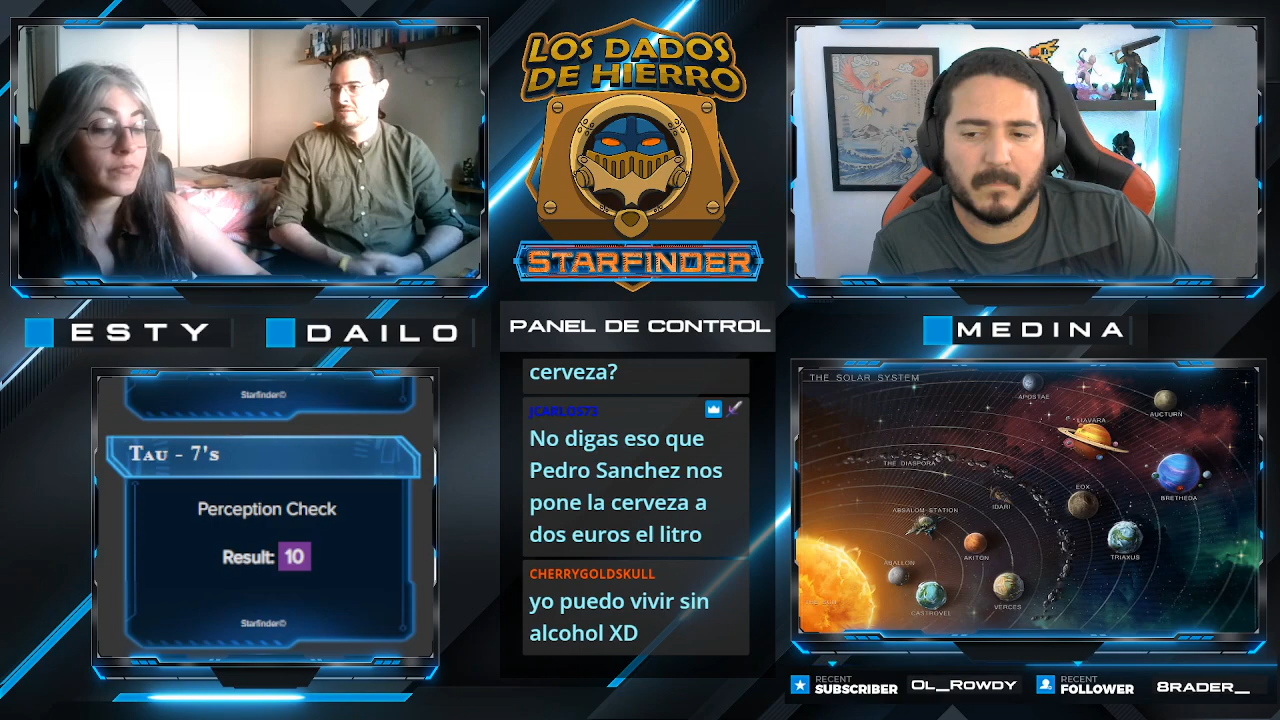 LOS DADOS
DE HIERRO
STARFINDER
ESTY
DAILO
MEDINA
Starfinder©
TAU - 7's
Perception Check
Result: 10
Starfinder©
PANEL DE CONTROL
cerveza?
JCARLOS73
No digas eso que
Pedro Sanchez nos
pone la cerveza a
dos euros el litro
CHERRYGOLDSKULL
yo puedo vivir sin
alcohol XD
THE SOLAR SYSTEM
APOSTAE
AUCTURN
LIAVARA
THE DIASPORA
BRETHEDA
EOX
IDARI
ABSALOM STATION
AKITON
TRIAXUS
ABALLON
VERCES
CASTROVEL
RECENT
SUBSCRIBER
OL_ROWDY
RECENT
FOLLOWER
8RADER_